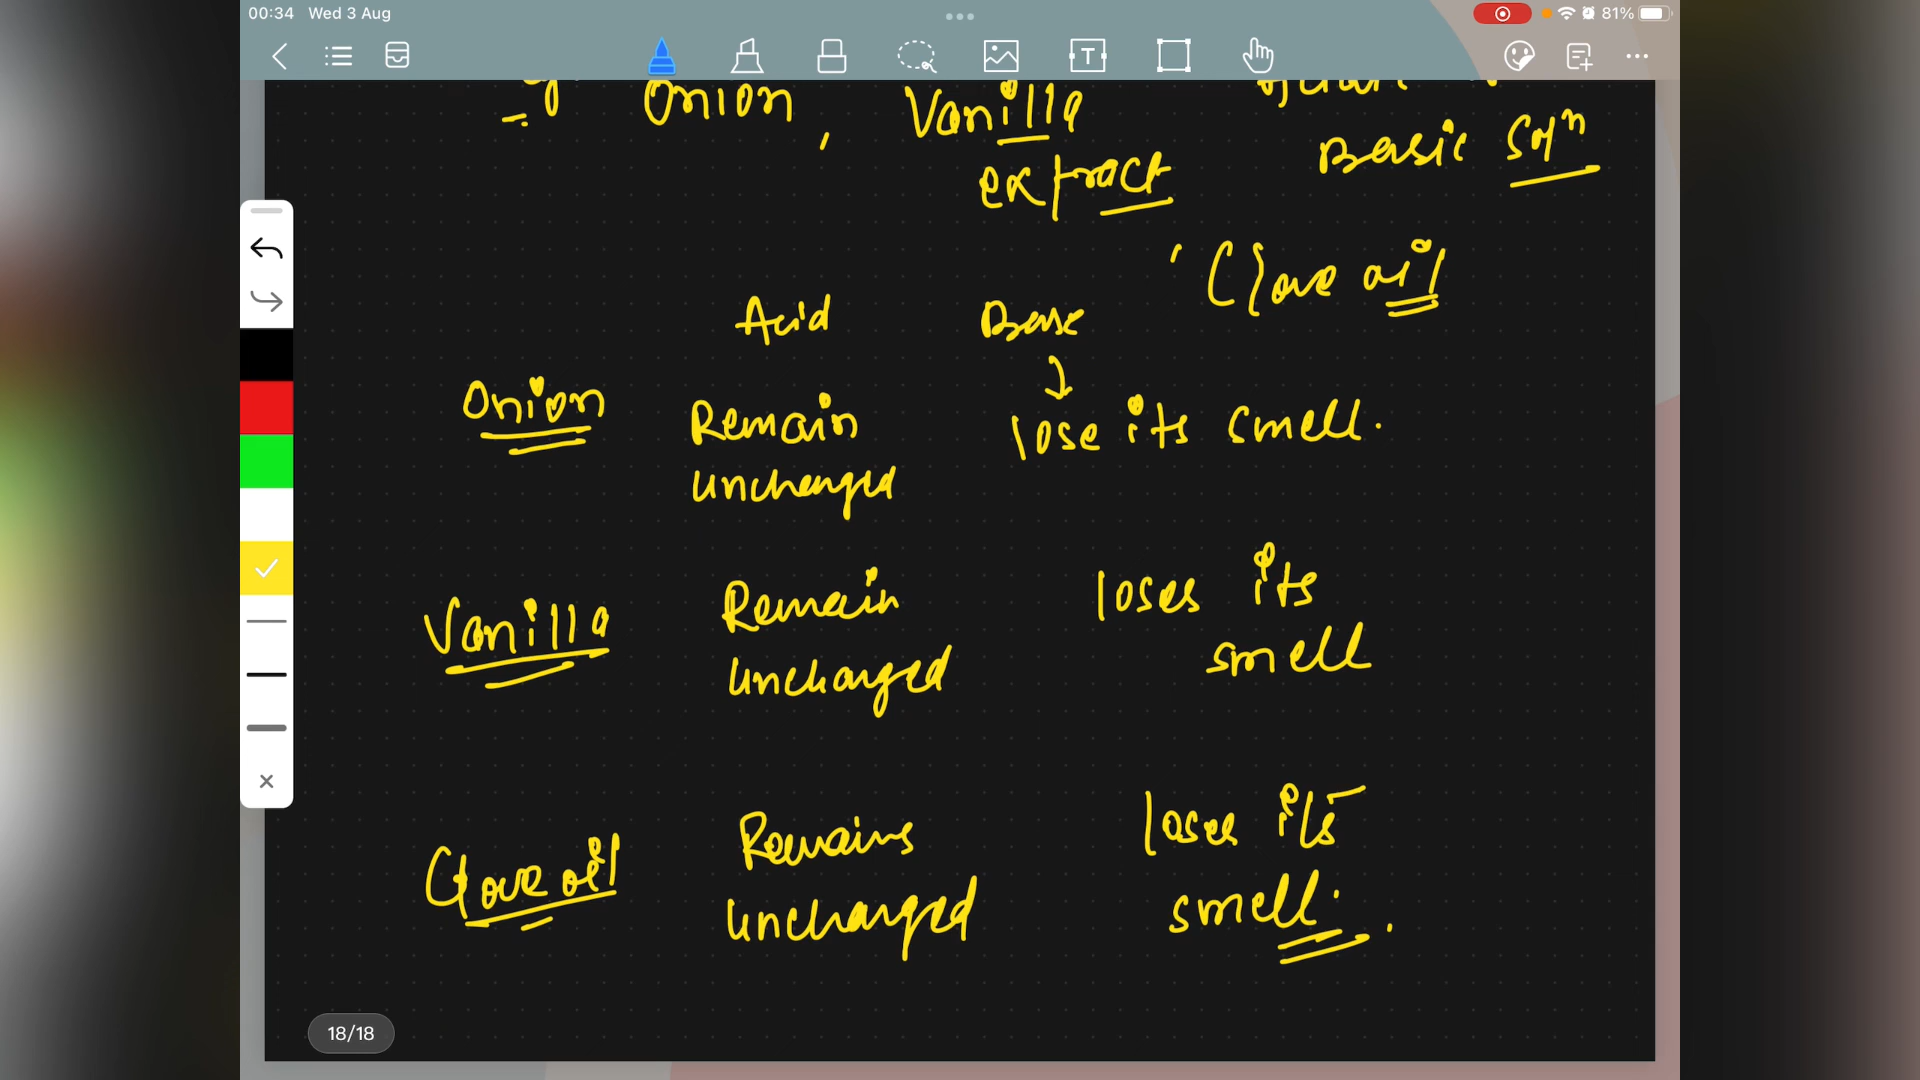 00:34 Wed 3 Aug 81%
Onion , Vanilla
extract
Basic Solⁿ
, Clove oil
Acid Base
Onion Remain lose its smell.
unchanged
Vanilla Remain loses its
unchanged smell
Clove oil Remains loses its
unchanged smell.
18/18